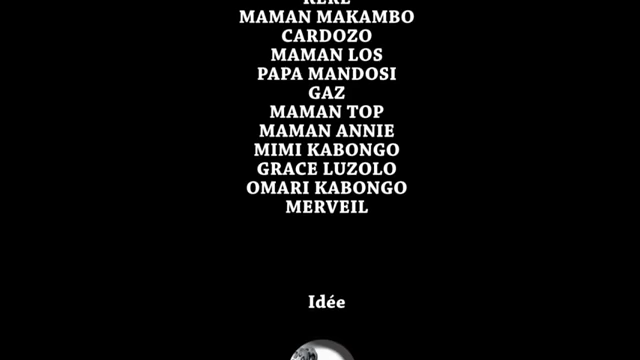 MAMAN MAKAMBO
CARDOZO
MAMAN LOS
PAPA MANDOSI
GAZ
MAMAN TOP
MAMAN ANNIE
MIMI KABONGO
GRACE LUZOLO
OMARI KABONGO
MERVEIL
Idée